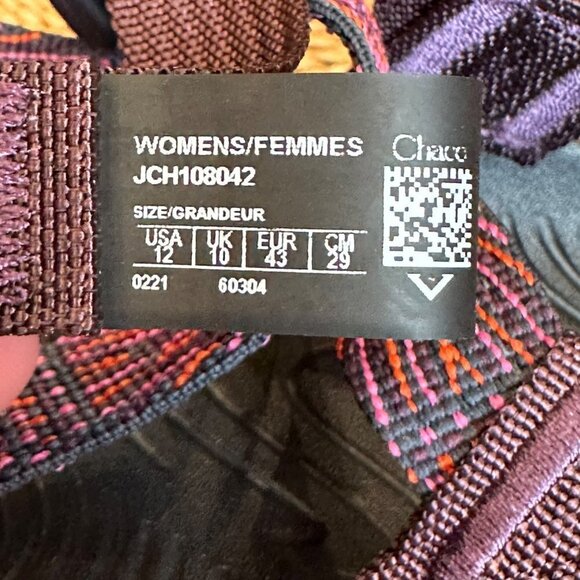 WOMENS/FEMMES
Chaco
JCH108042
SIZE/GRANDEUR
USA UK EUR CM
12 10 43 29
0221 60304